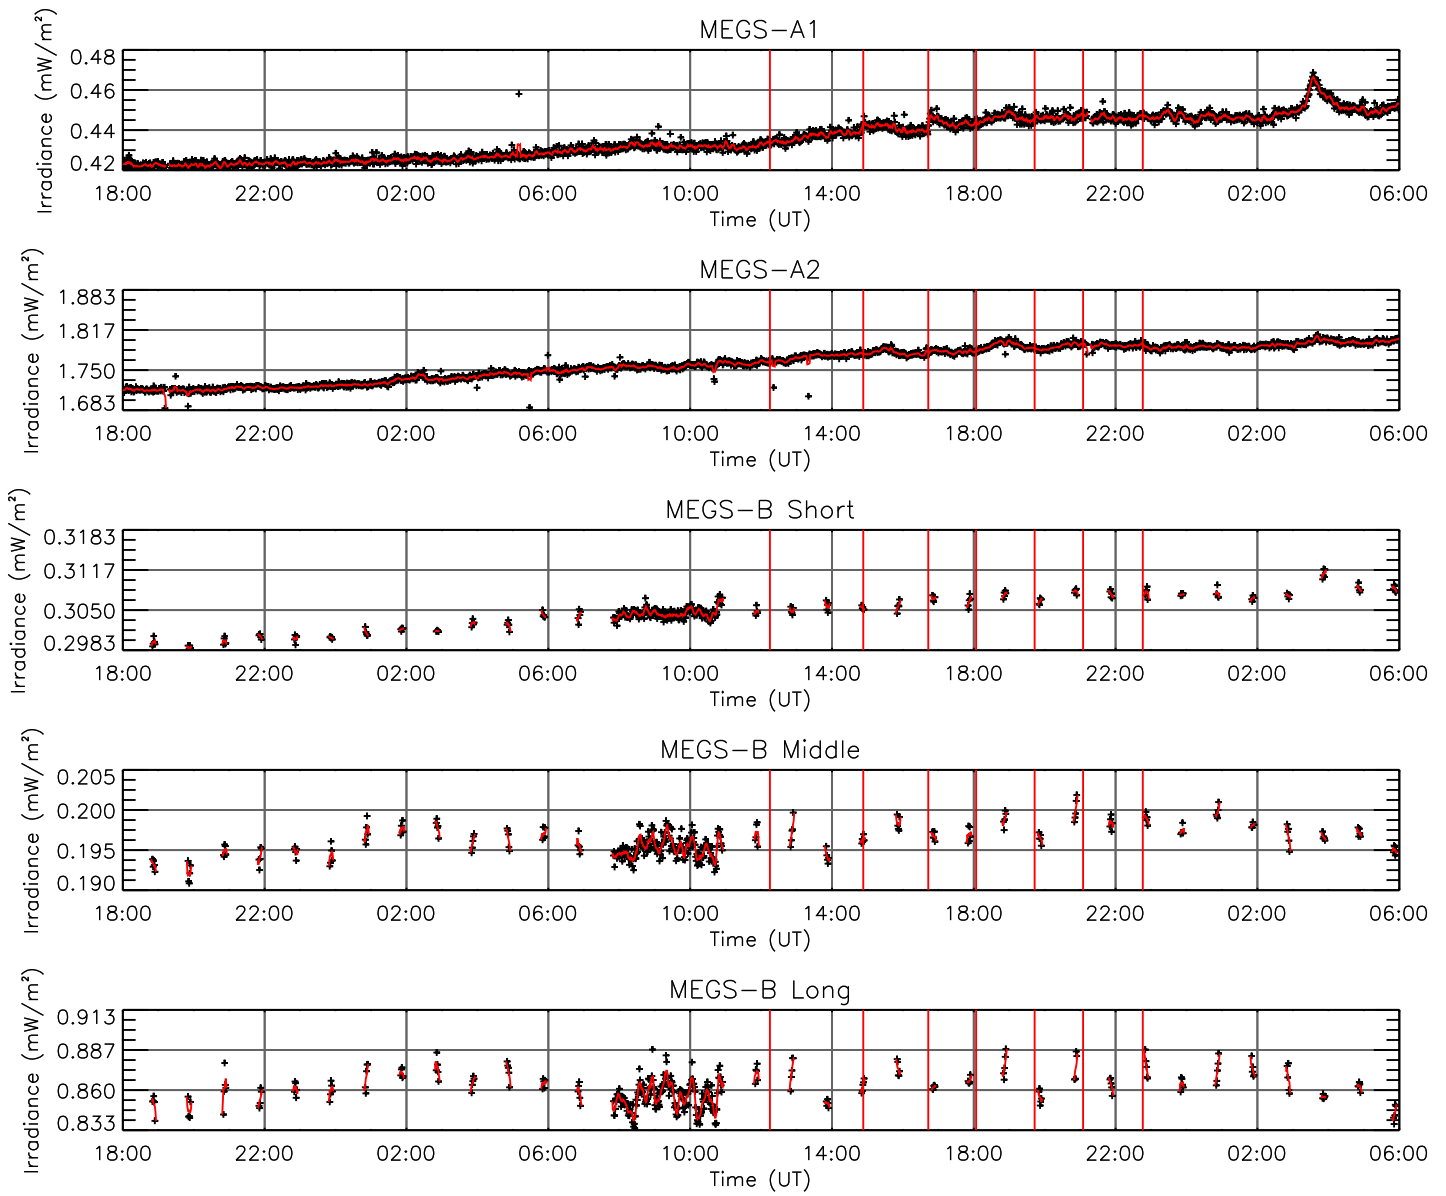 MEGS−A1
Irradiance (mW/m²)
0.48
0.46
0.44
0.42
18:00 22:00 02:00 06:00 10:00 14:00 18:00 22:00 02:00 06:00
Time (UT)
MEGS−A2
Irradiance (mW/m²)
1.883
1.817
1.750
1.683
18:00 22:00 02:00 06:00 10:00 14:00 18:00 22:00 02:00 06:00
Time (UT)
MEGS−B Short
Irradiance (mW/m²)
0.3183
0.3117
0.3050
0.2983
18:00 22:00 02:00 06:00 10:00 14:00 18:00 22:00 02:00 06:00
Time (UT)
MEGS−B Middle
Irradiance (mW/m²)
0.205
0.200
0.195
0.190
18:00 22:00 02:00 06:00 10:00 14:00 18:00 22:00 02:00 06:00
Time (UT)
MEGS−B Long
Irradiance (mW/m²)
0.913
0.887
0.860
0.833
18:00 22:00 02:00 06:00 10:00 14:00 18:00 22:00 02:00 06:00
Time (UT)